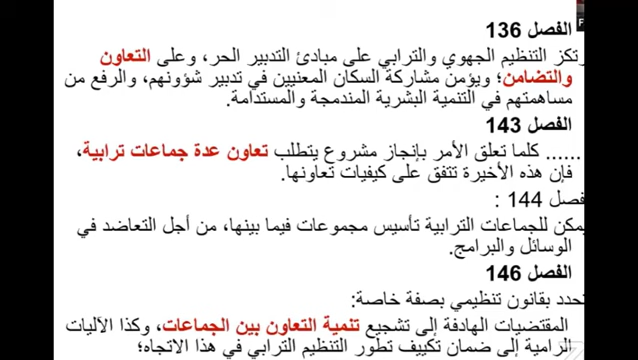 الفصل 136
رتكز التنظيم الجهوي والترابي على مبادئ التدبير الحر، وعلى التعاون
والتضامن؛ ويؤمن مشاركة السكان المعنيين في تدبير شؤونهم، والرفع من
مساهمتهم في التنمية البشرية المندمجة والمستدامة.
الفصل 143
...... كلما تعلق الأمر بإنجاز مشروع يتطلب تعاون عدة جماعات ترابية،
فإن هذه الأخيرة تتفق على كيفيات تعاونها.
فصل 144 :
يمكن للجماعات الترابية تأسيس مجموعات فيما بينها، من أجل التعاضد في
الوسائل والبرامج.
الفصل 146
تحدد بقانون تنظيمي بصفة خاصة:
المقتضيات الهادفة إلى تشجيع تنمية التعاون بين الجماعات، وكذا الآليات
الرامية إلى ضمان تكييف تطور التنظيم الترابي في هذا الاتجاه؛